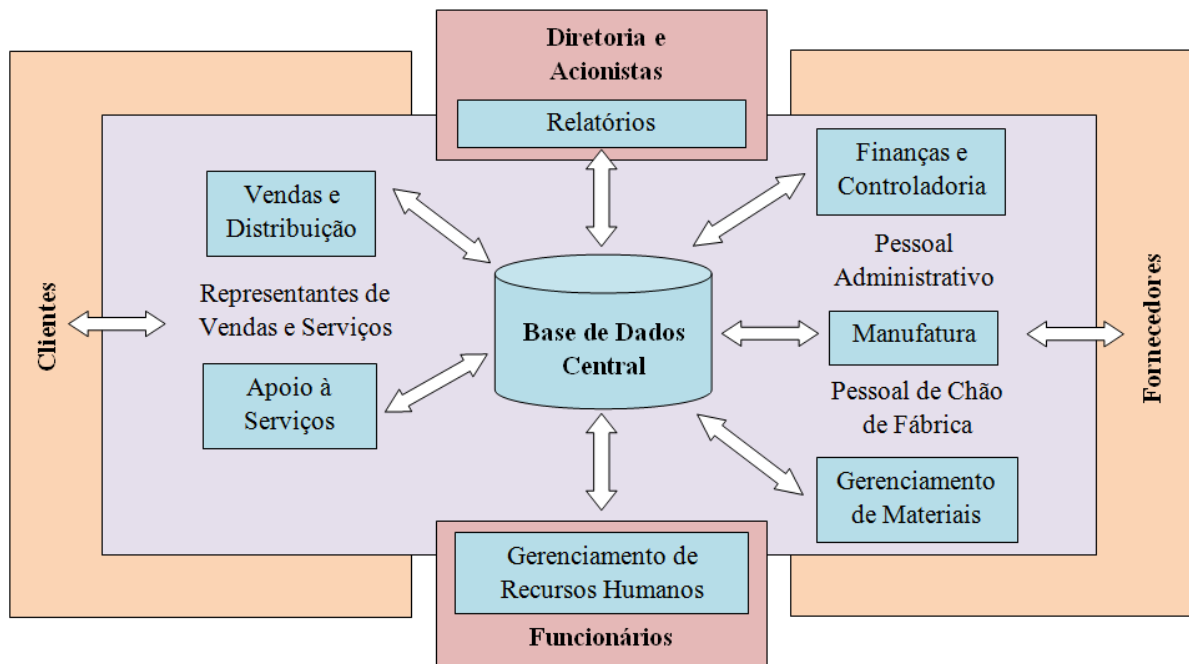 Diretoria e
Acionistas
Relatórios
Clientes
Vendas e
Distribuição
Representantes de
Vendas e Serviços
Apoio à
Serviços
Base de Dados
Central
Finanças e
Controladoria
Pessoal
Administrativo
Manufatura
Pessoal de Chão
de Fábrica
Gerenciamento
de Materiais
Fornecedores
Gerenciamento de
Recursos Humanos
Funcionários